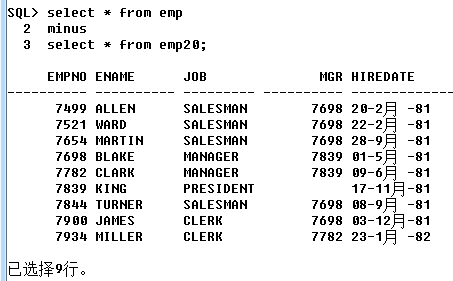 SQL> select * from emp
  2  minus
  3  select * from emp20;
     EMPNO ENAME      JOB              MGR HIREDATE
---------- ---------- --------- ---------- --------------
      7499 ALLEN      SALESMAN        7698 20-2月 -81
      7521 WARD       SALESMAN        7698 22-2月 -81
      7654 MARTIN     SALESMAN        7698 28-9月 -81
      7698 BLAKE      MANAGER         7839 01-5月 -81
      7782 CLARK      MANAGER         7839 09-6月 -81
      7839 KING       PRESIDENT            17-11月-81
      7844 TURNER     SALESMAN        7698 08-9月 -81
      7900 JAMES      CLERK           7698 03-12月-81
      7934 MILLER     CLERK           7782 23-1月 -82
已选择9行。